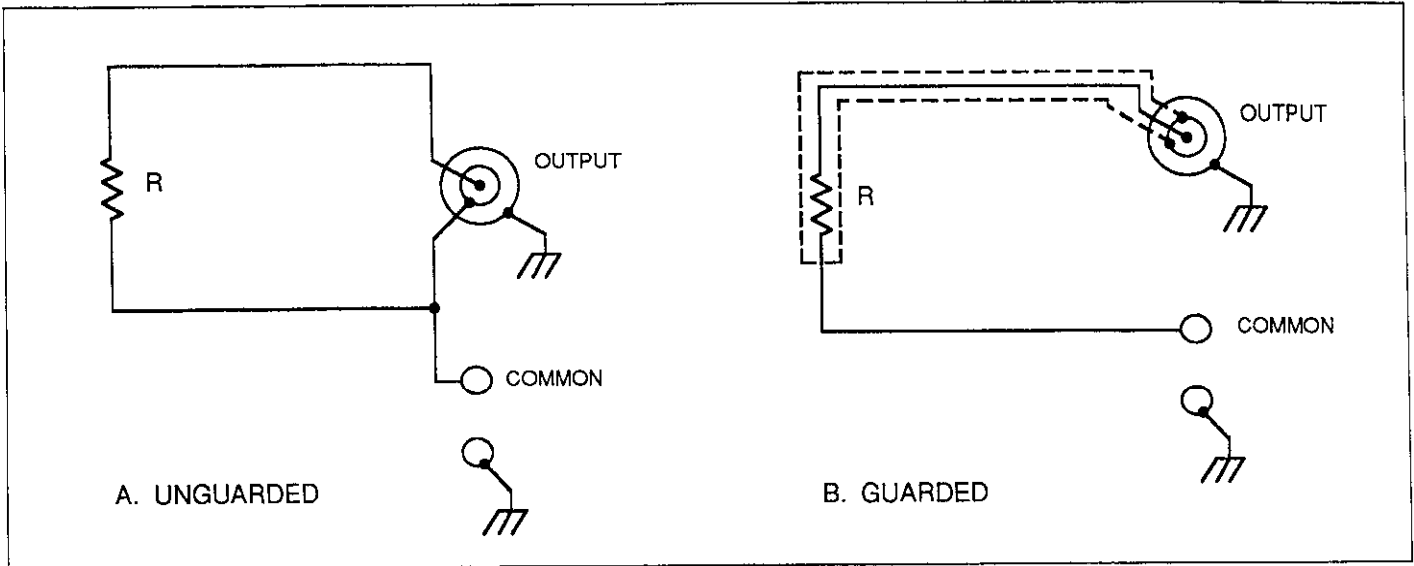 R
OUTPUT
COMMON
A. UNGUARDED
R
OUTPUT
COMMON
B. GUARDED